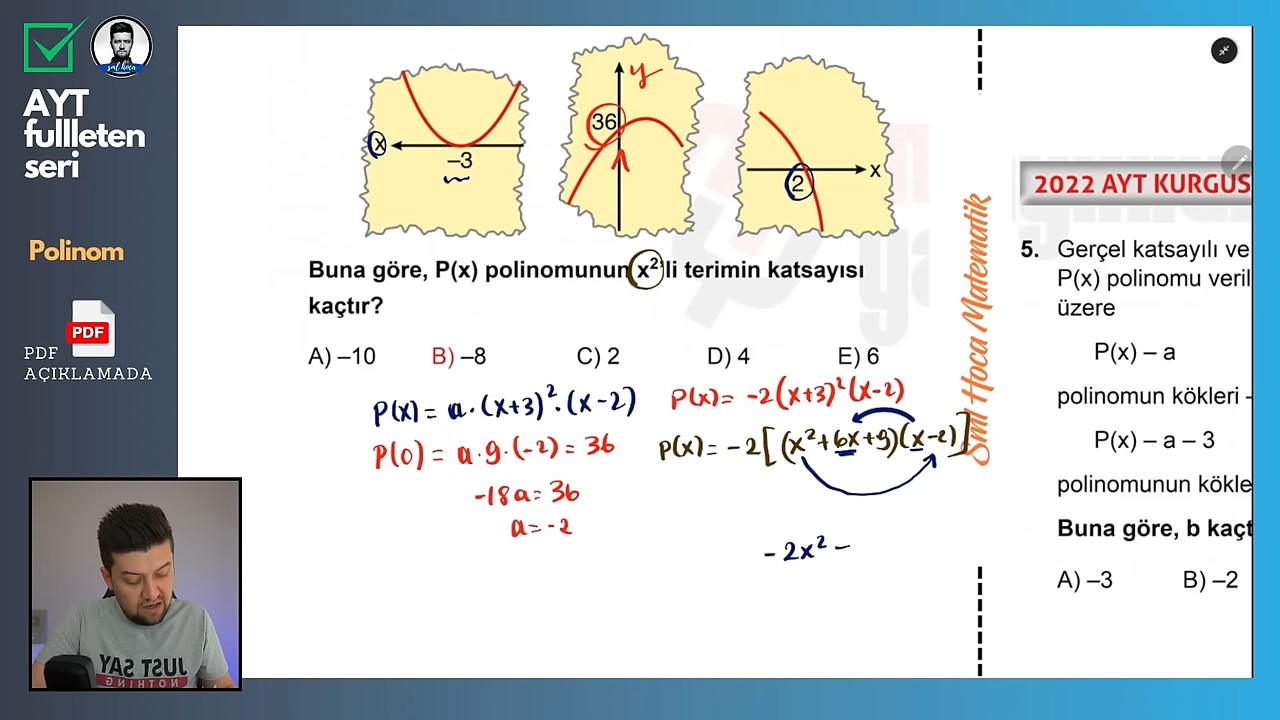 AYT
fullleten
seri
Polinom
PDF
PDF
AÇIKLAMADA
x
–3
y
36
2
x
Buna göre, P(x) polinomunun x²'li terimin katsayısı
kaçtır?
A) –10 B) –8 C) 2 D) 4 E) 6
P(x) = a·(x+3)²·(x-2)
P(0) = a·9·(-2) = 36
-18a = 36
a = -2
P(x) = -2(x+3)²(x-2)
P(x) = -2[(x²+6x+9)(x-2)]
-2x² -
Sml Hoca Matematik
2022 AYT KURGUS
5. Gerçel katsayılı ve
P(x) polinomu veril
üzere
P(x) – a
polinomun kökleri -
P(x) – a – 3
polinomunun kökle
Buna göre, b kaçt
A) –3 B) –2
JUST SAY
NOTHING